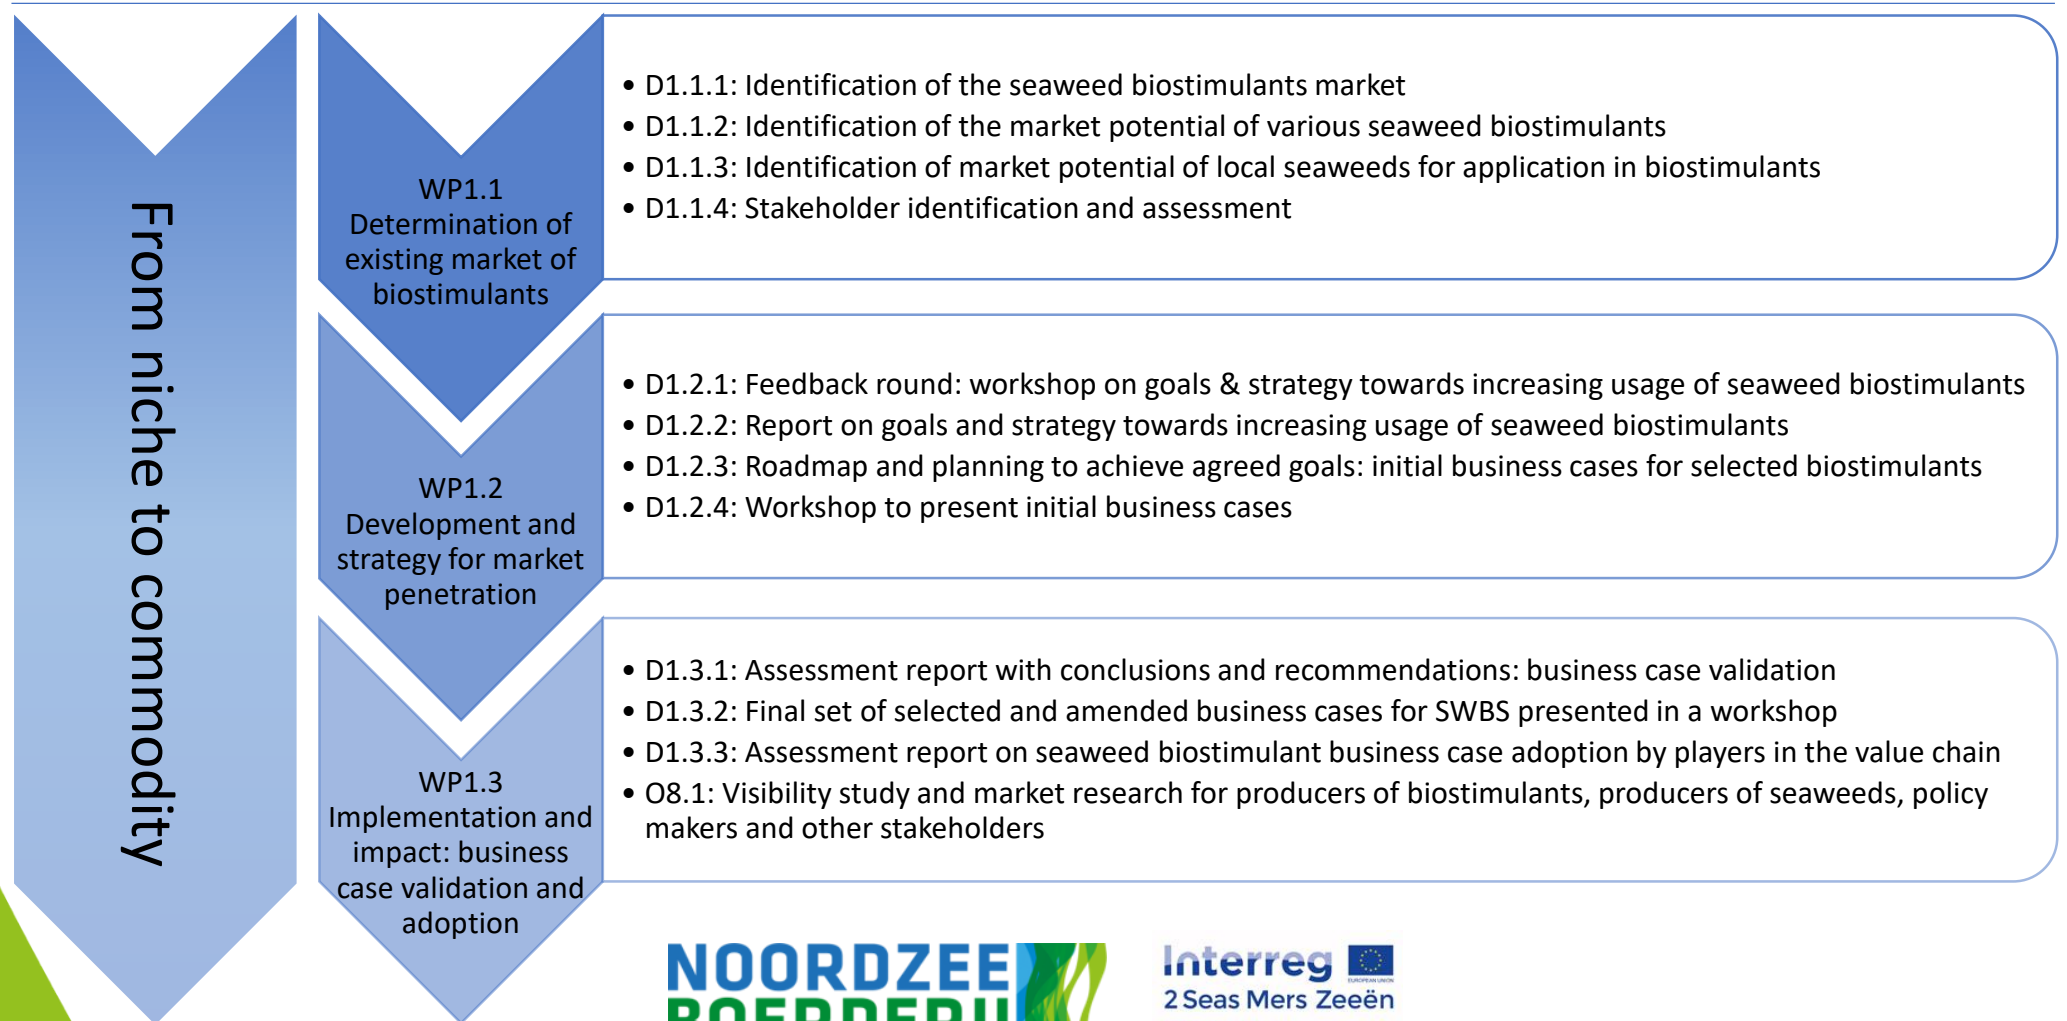 From niche to commodity
WP1.1
Determination of
existing market of
biostimulants
• D1.1.1: Identification of the seaweed biostimulants market
• D1.1.2: Identification of the market potential of various seaweed biostimulants
• D1.1.3: Identification of market potential of local seaweeds for application in biostimulants
• D1.1.4: Stakeholder identification and assessment
WP1.2
Development and
strategy for market
penetration
• D1.2.1: Feedback round: workshop on goals & strategy towards increasing usage of seaweed biostimulants
• D1.2.2: Report on goals and strategy towards increasing usage of seaweed biostimulants
• D1.2.3: Roadmap and planning to achieve agreed goals: initial business cases for selected biostimulants
• D1.2.4: Workshop to present initial business cases
WP1.3
Implementation and
impact: business
case validation and
adoption
• D1.3.1: Assessment report with conclusions and recommendations: business case validation
• D1.3.2: Final set of selected and amended business cases for SWBS presented in a workshop
• D1.3.3: Assessment report on seaweed biostimulant business case adoption by players in the value chain
• O8.1: Visibility study and market research for producers of biostimulants, producers of seaweeds, policy
makers and other stakeholders
NOORDZEE
BOERDERIJ
Interreg
EUROPEAN UNION
2 Seas Mers Zeeën